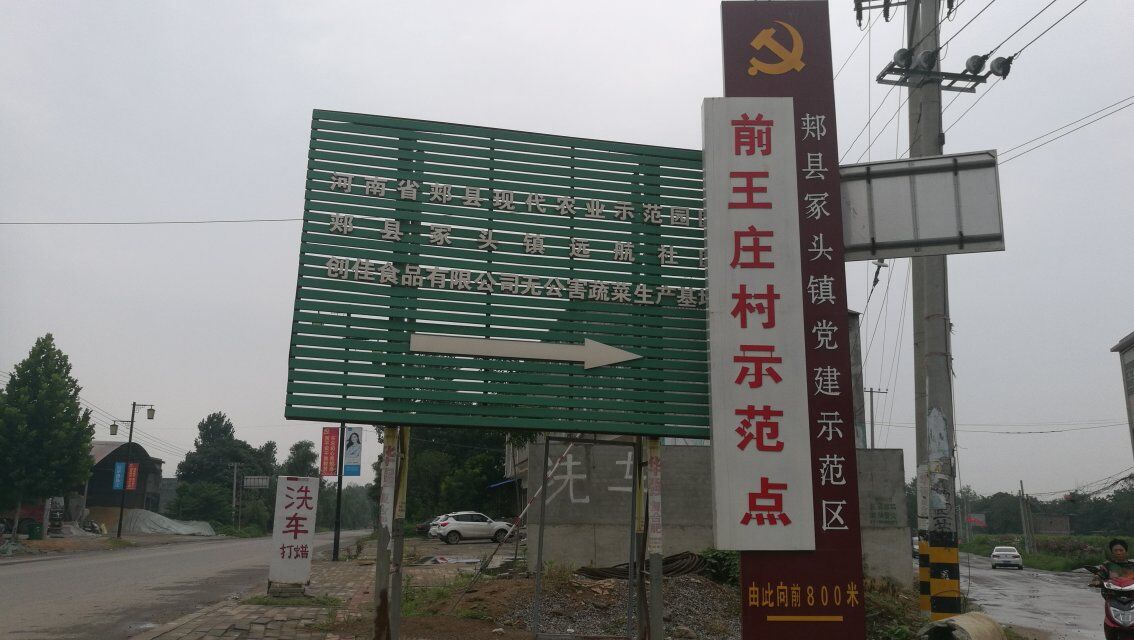 河南省郏县现代农业示范园
郏县冢头镇远航社
创佳食品有限公司无公害蔬菜生产基
前王庄村示范点
郏县冢头镇党建示范区
由此向前800米
洗车
打蜡
洗车